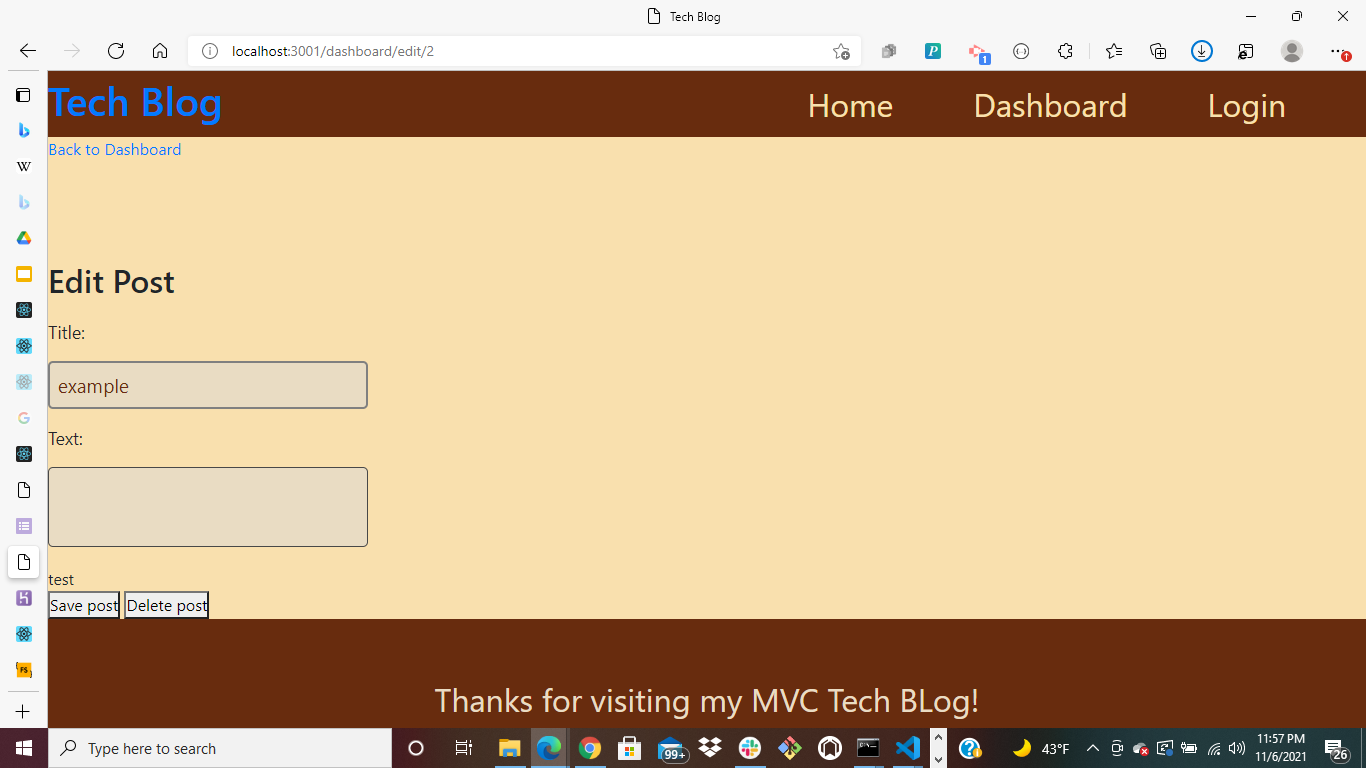 Tech Blog
localhost:3001/dashboard/edit/2
P
1
Tech Blog
Home Dashboard Login
Back to Dashboard
W
G
Edit Post
Title:
example
Text:
test
Save post Delete post
FS
Thanks for visiting my MVC Tech BLog!
Type here to search
99+
43°F
11:57 PM
11/6/2021
26